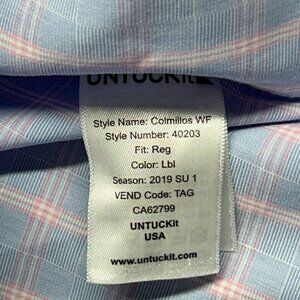 UNTUCKit
Style Name: Colmillos WF
Style Number: 40203
Fit: Reg
Color: Lbl
Season: 2019 SU 1
VEND Code: TAG
CA62799
UNTUCKit
USA
www.untuckit.com